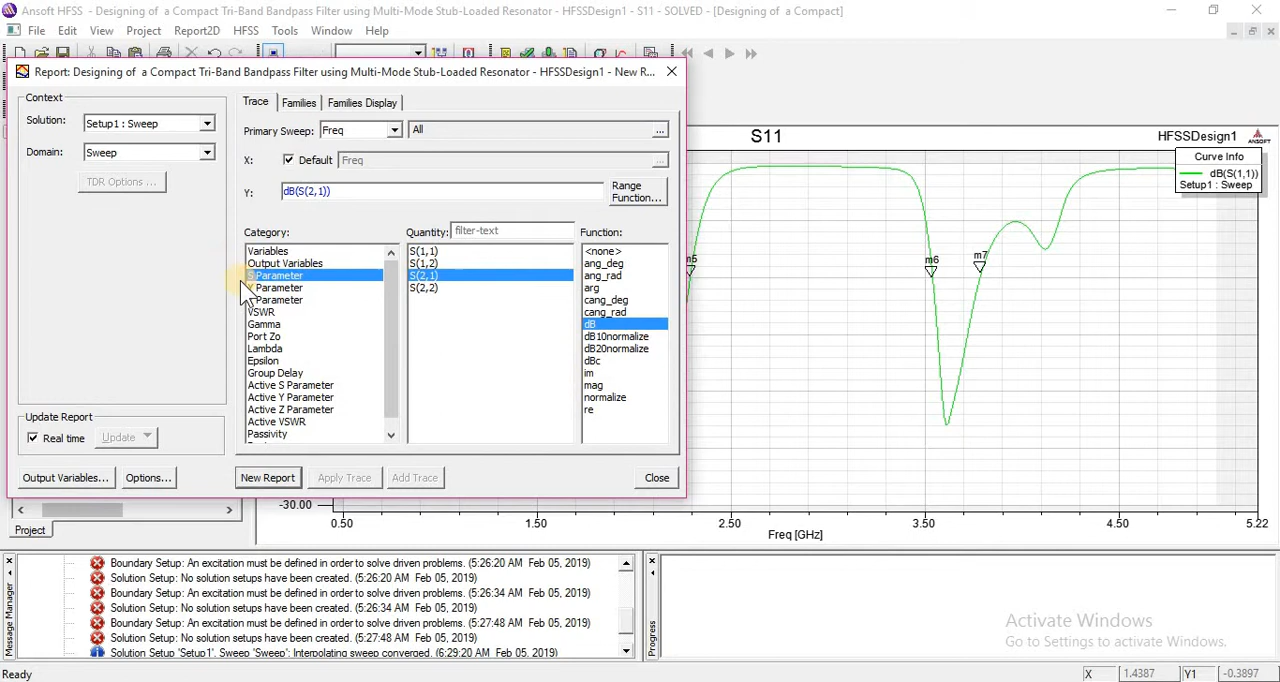 Ansoft HFSS - Designing of a Compact Tri-Band Bandpass Filter using Multi-Mode Stub-Loaded Resonator - HFSSDesign1 - S11 - SOLVED - [Designing of a Compact]
File Edit View Project Report2D HFSS Tools Window Help
Report: Designing of a Compact Tri-Band Bandpass Filter using Multi-Mode Stub-Loaded Resonator - HFSSDesign1 - New R...
Context
Solution: Setup1 : Sweep
Domain: Sweep
TDR Options ...
Update Report
Real time Update
Output Variables... Options...
Trace Families Families Display
Primary Sweep: Freq All ...
X: Default Freq ...
Y: dB(S(2,1))
Range
Function...
Category:
Variables
Output Variables
S Parameter
Y Parameter
Parameter
VSWR
Gamma
Port Zo
Lambda
Epsilon
Group Delay
Active S Parameter
Active Y Parameter
Active Z Parameter
Active VSWR
Passivity
Quantity: filter-text
S(1,1)
S(1,2)
S(2,1)
S(2,2)
Function:
<none>
ang_deg
ang_rad
arg
cang_deg
cang_rad
dB
dB10normalize
dB20normalize
dBc
im
mag
normalize
re
New Report Apply Trace Add Trace Close
S11
HFSSDesign1
ANSOFT
Curve Info
dB(S(1,1))
Setup1 : Sweep
m5
m6
m7
-30.00
0.50 1.50 2.50 3.50 4.50 5.22
Freq [GHz]
Project
Message Manager
Boundary Setup: An excitation must be defined in order to solve driven problems. (5:26:20 AM Feb 05, 2019)
Solution Setup: No solution setups have been created. (5:26:20 AM Feb 05, 2019)
Boundary Setup: An excitation must be defined in order to solve driven problems. (5:26:34 AM Feb 05, 2019)
Solution Setup: No solution setups have been created. (5:26:34 AM Feb 05, 2019)
Boundary Setup: An excitation must be defined in order to solve driven problems. (5:27:48 AM Feb 05, 2019)
Solution Setup: No solution setups have been created. (5:27:48 AM Feb 05, 2019)
Solution Setup 'Setup1', Sweep 'Sweep': Interpolating sweep converged (5:29:20 AM Feb 05, 2019)
Progress
Activate Windows
Go to Settings to activate Windows.
Ready
X 1.4387 Y1 -0.3897